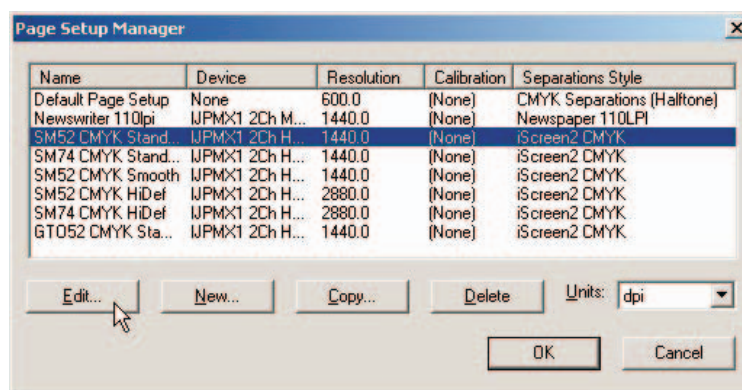 Page Setup Manager
Name Device Resolution Calibration Separations Style
Default Page Setup None 600.0 (None) CMYK Separations (Halftone)
Newswriter 110lpi IJPMX1 2Ch M... 1440.0 (None) Newspaper 110LPI
SM52 CMYK Stand... IJPMX1 2Ch H... 1440.0 (None) iScreen2 CMYK
SM74 CMYK Stand... IJPMX1 2Ch H... 1440.0 (None) iScreen2 CMYK
SM52 CMYK Smooth IJPMX1 2Ch H... 1440.0 (None) iScreen2 CMYK
SM52 CMYK HiDef IJPMX1 2Ch H... 2880.0 (None) iScreen2 CMYK
SM74 CMYK HiDef IJPMX1 2Ch H... 2880.0 (None) iScreen2 CMYK
GTO52 CMYK Sta... IJPMX1 2Ch H... 1440.0 (None) iScreen2 CMYK
Edit... New... Copy... Delete Units: dpi
OK Cancel